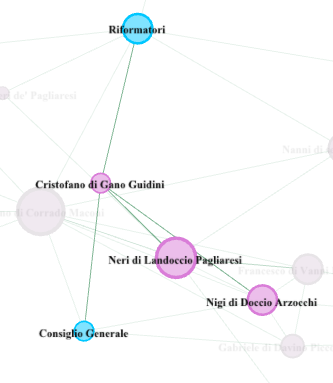 Riformatori
de' Pagliaresi
Nanni di
Cristofano di Gano Guidini
di Corrado Maconi
Neri di Landoccio Pagliaresi
Francesco di Vanni
Nigi di Doccio Arzocchi
Consiglio Generale
Gabriele di Davino Picc